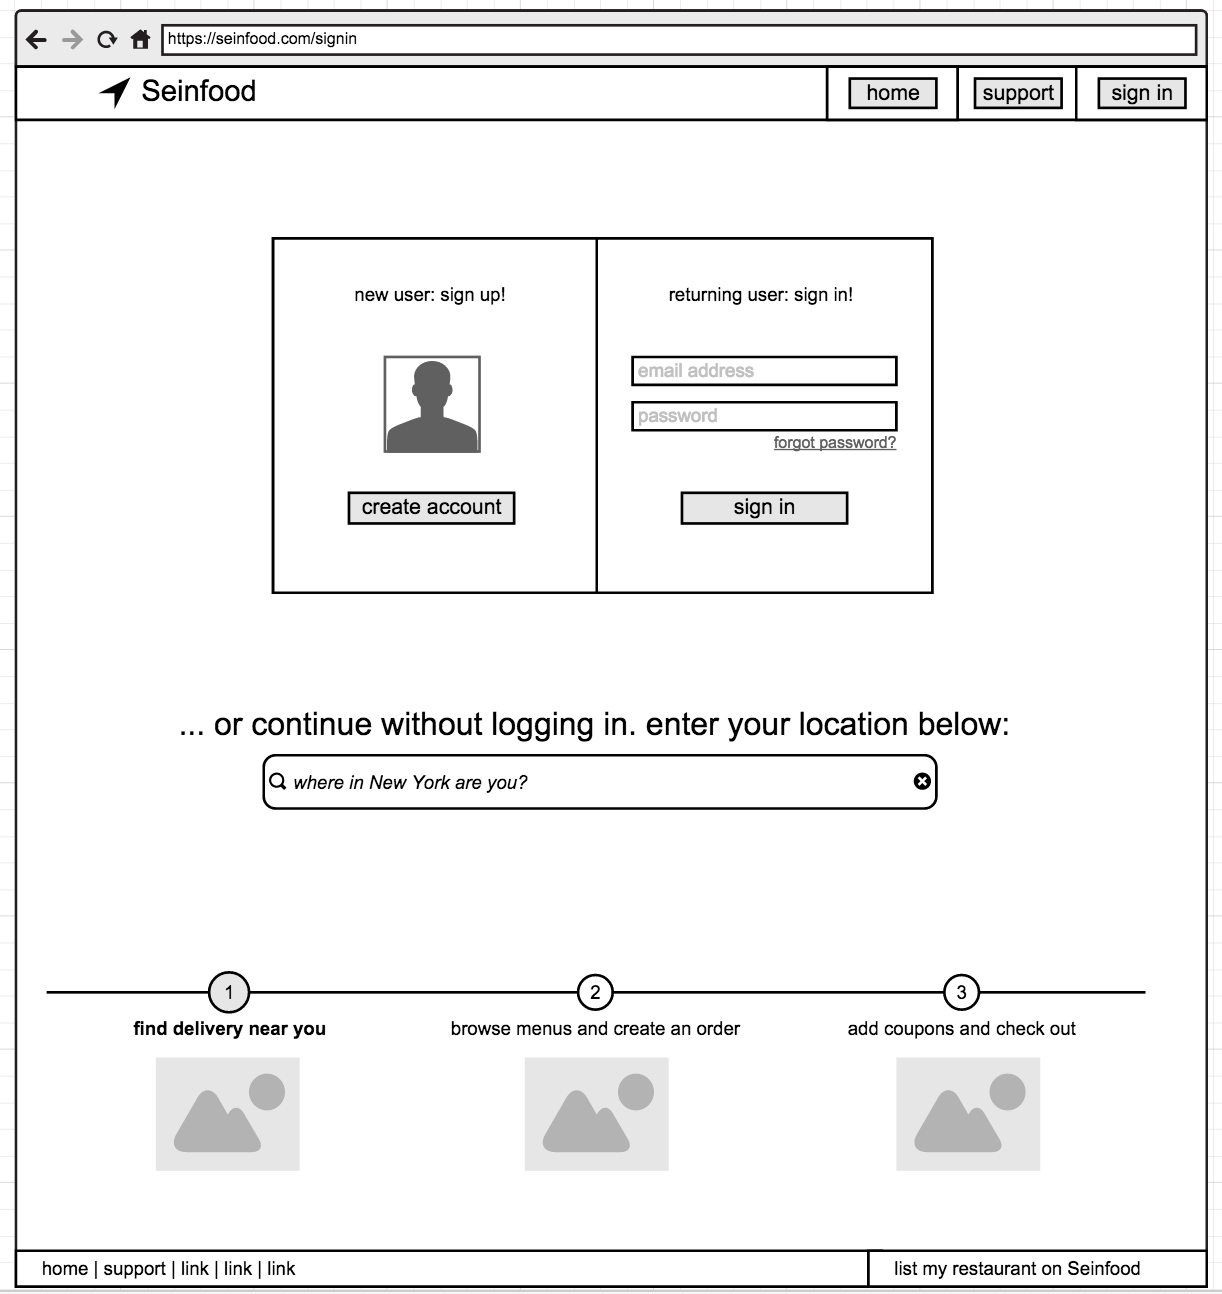 https://seinfood.com/signin
Seinfood
home
support
sign in
new user: sign up!
create account
returning user: sign in!
email address
password
forgot password?
sign in
... or continue without logging in. enter your location below:
where in New York are you?
1
find delivery near you
2
browse menus and create an order
3
add coupons and check out
home | support | link | link | link
list my restaurant on Seinfood